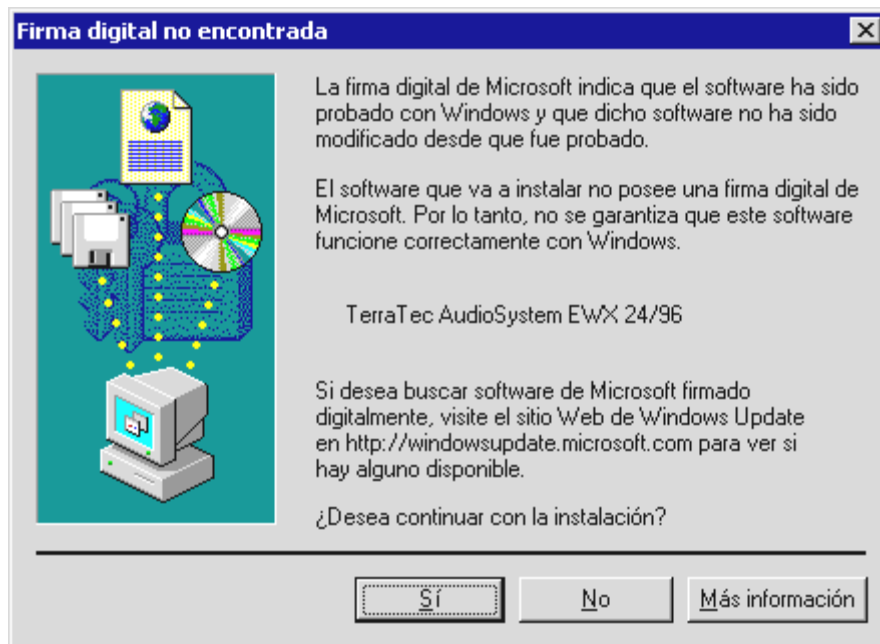 Firma digital no encontrada
La firma digital de Microsoft indica que el software ha sido
probado con Windows y que dicho software no ha sido
modificado desde que fue probado.
El software que va a instalar no posee una firma digital de
Microsoft. Por lo tanto, no se garantiza que este software
funcione correctamente con Windows.
TerraTec AudioSystem EWX 24/96
Si desea buscar software de Microsoft firmado
digitalmente, visite el sitio Web de Windows Update
en http://windowsupdate.microsoft.com para ver si
hay alguno disponible.
¿Desea continuar con la instalación?
Sí No Más información